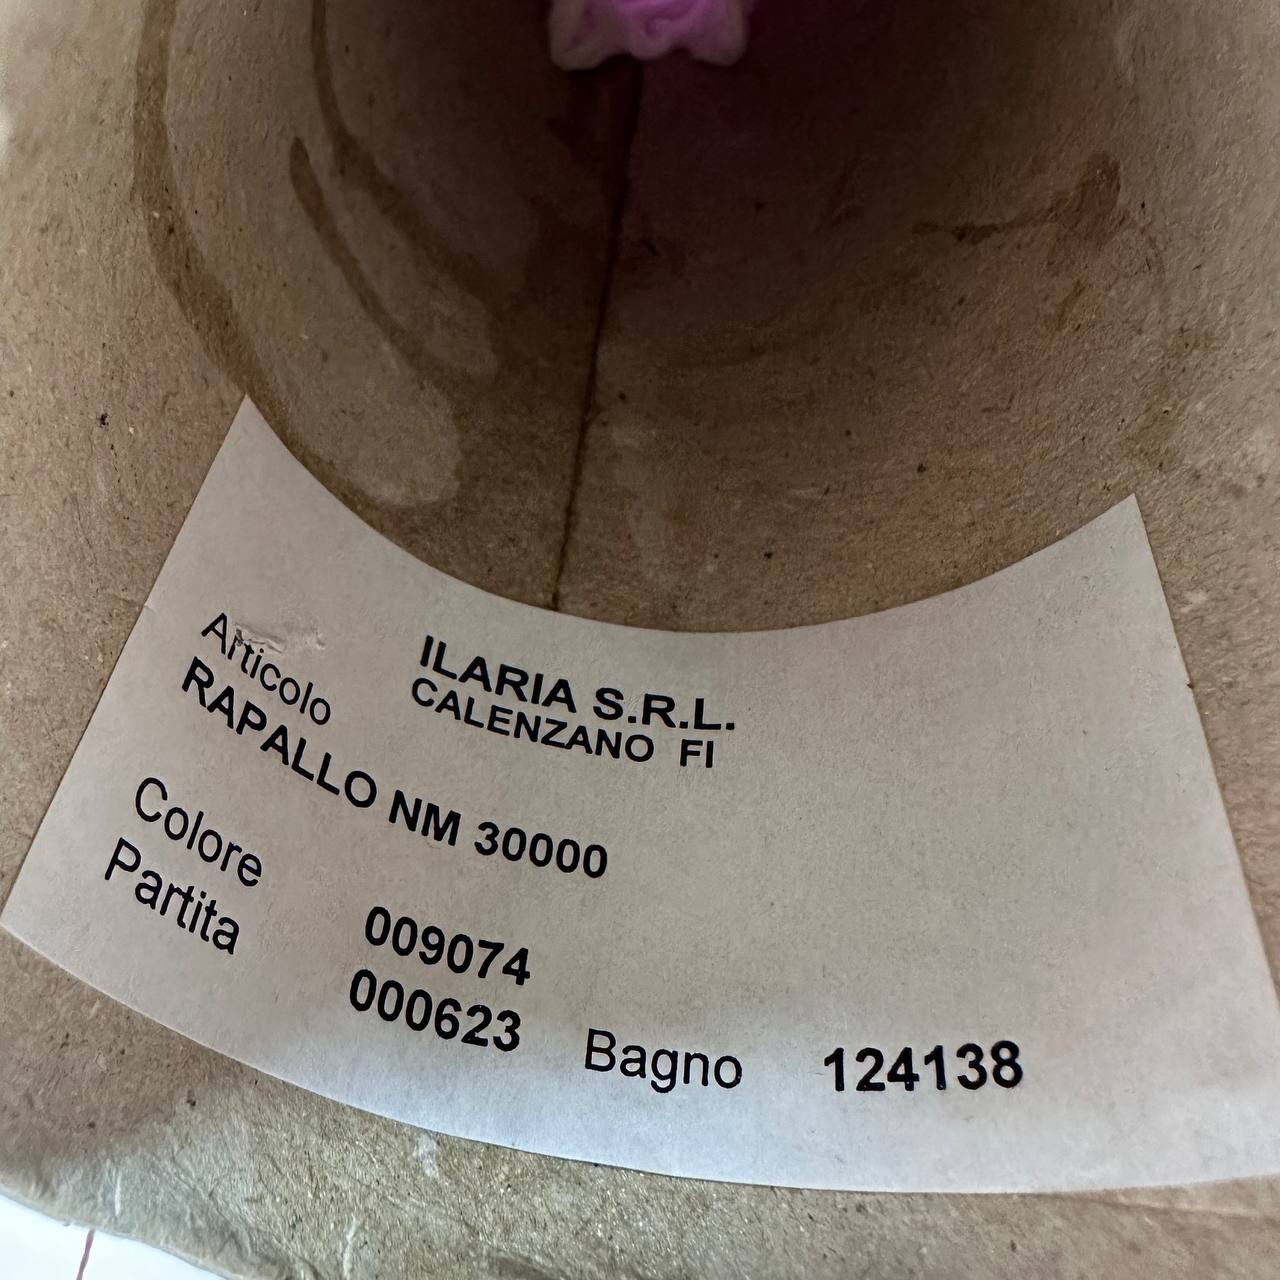 ILARIA S.R.L.
CALENZANO FI
Articolo
RAPALLO NM 30000
Colore 009074
Partita 000623 Bagno 124138